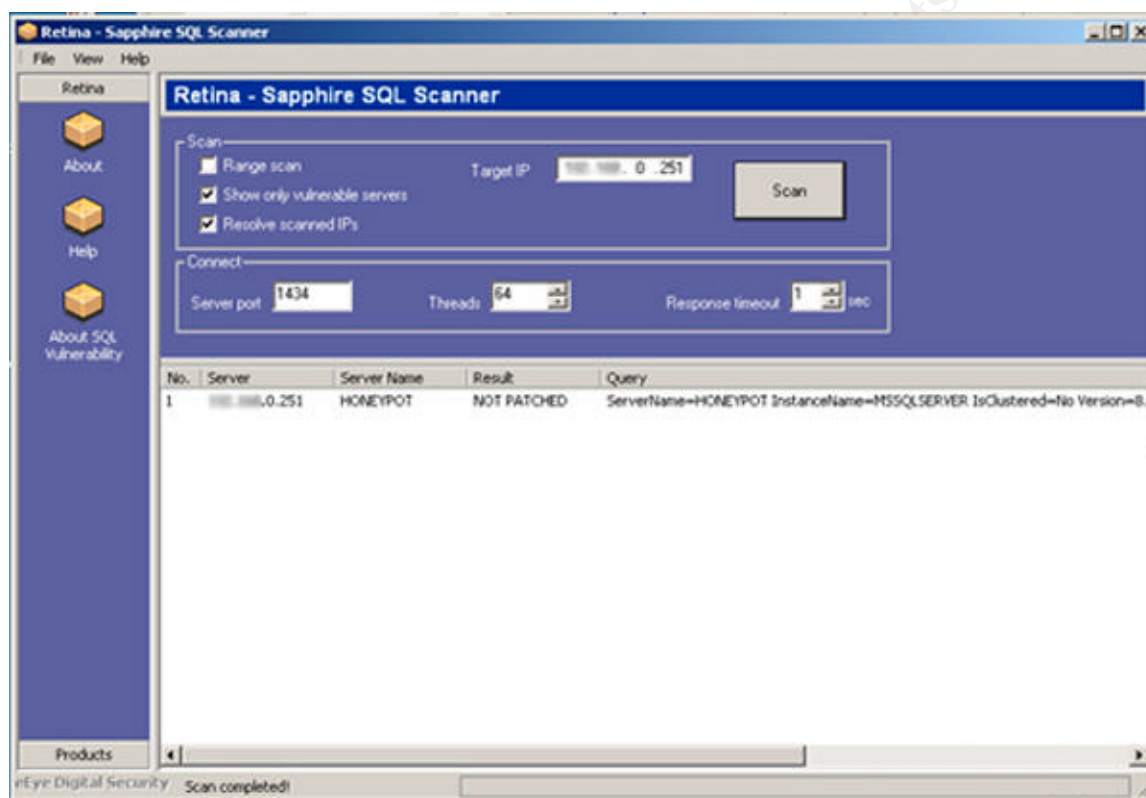 Retina - Sapphire SQL Scanner
File View Help
Retina
About
Help
About SQL
Vulnerability
Products
Retina - Sapphire SQL Scanner
Scan
Range scan
Show only vulnerable servers
Resolve scanned IPs
Target IP . 0 .251
Scan
Connect
Server port 1434
Threads 64
Response timeout 1 sec
No. Server Server Name Result Query
1 .0.251 HONEYPOT NOT PATCHED ServerName=HONEYPOT InstanceName=MSSQLSERVER IsClustered=No Version=8.
eEye Digital Security Scan completed!